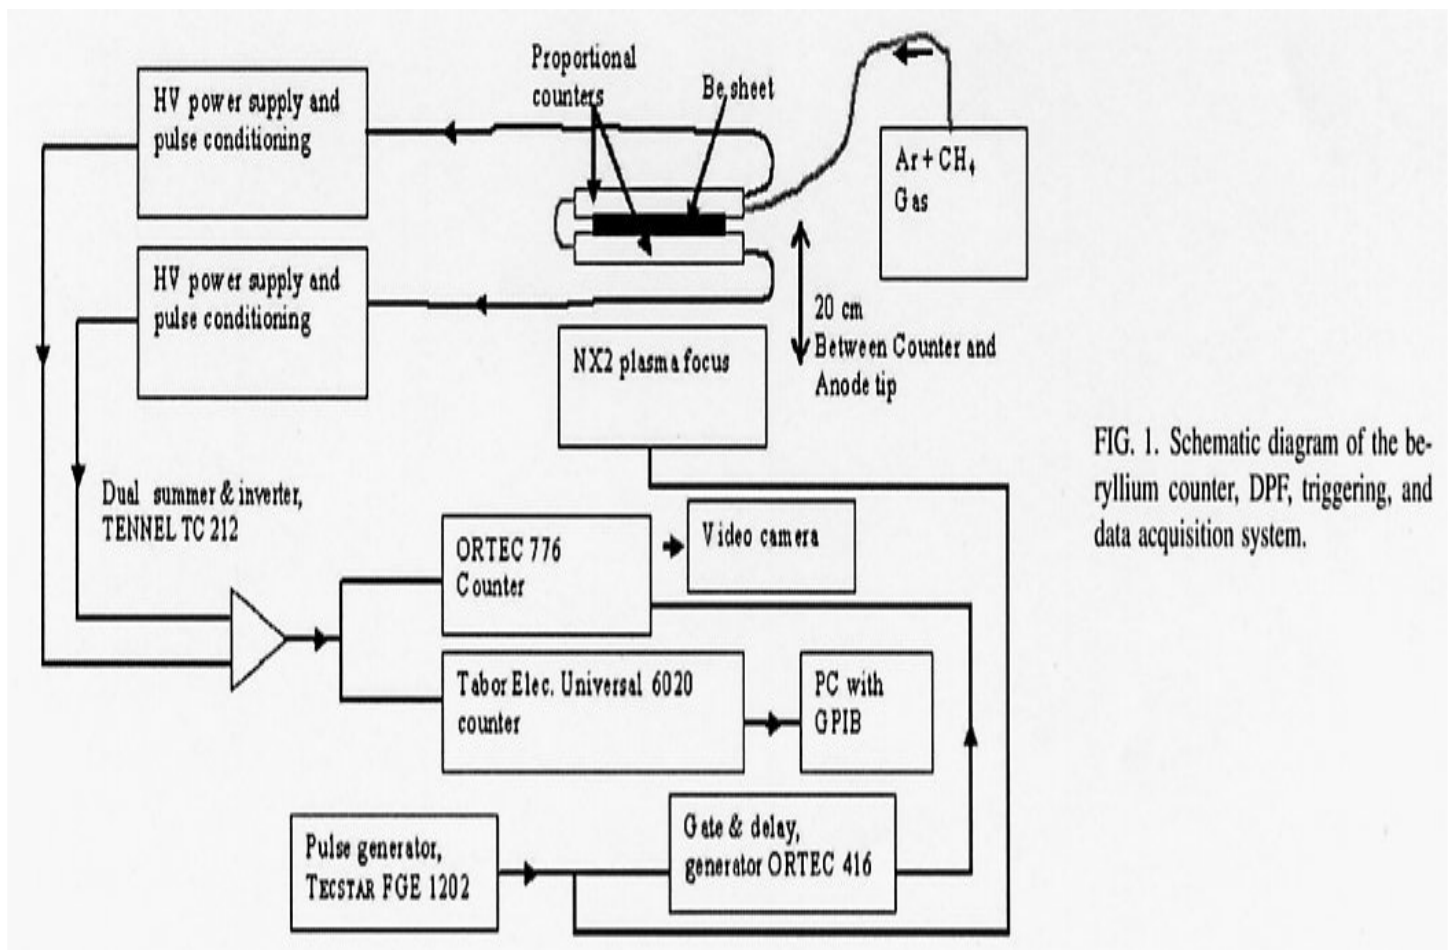 Proportional
counters
Be sheet
HV power supply and
pulse conditioning
Ar + CH₄
Gas
HV power supply and
pulse conditioning
20 cm
Between Counter and
Anode tip
NX2 plasma focus
FIG. 1. Schematic diagram of the be-
ryllium counter, DPF, triggering, and
data acquisition system.
Dual summer & inverter,
TENNEL TC 212
ORTEC 776
Counter
Video camera
Tabor Elec. Universal 6020
counter
PC with
GPIB
Pulse generator,
TECSTAR FGE 1202
Gate & delay,
generator ORTEC 416